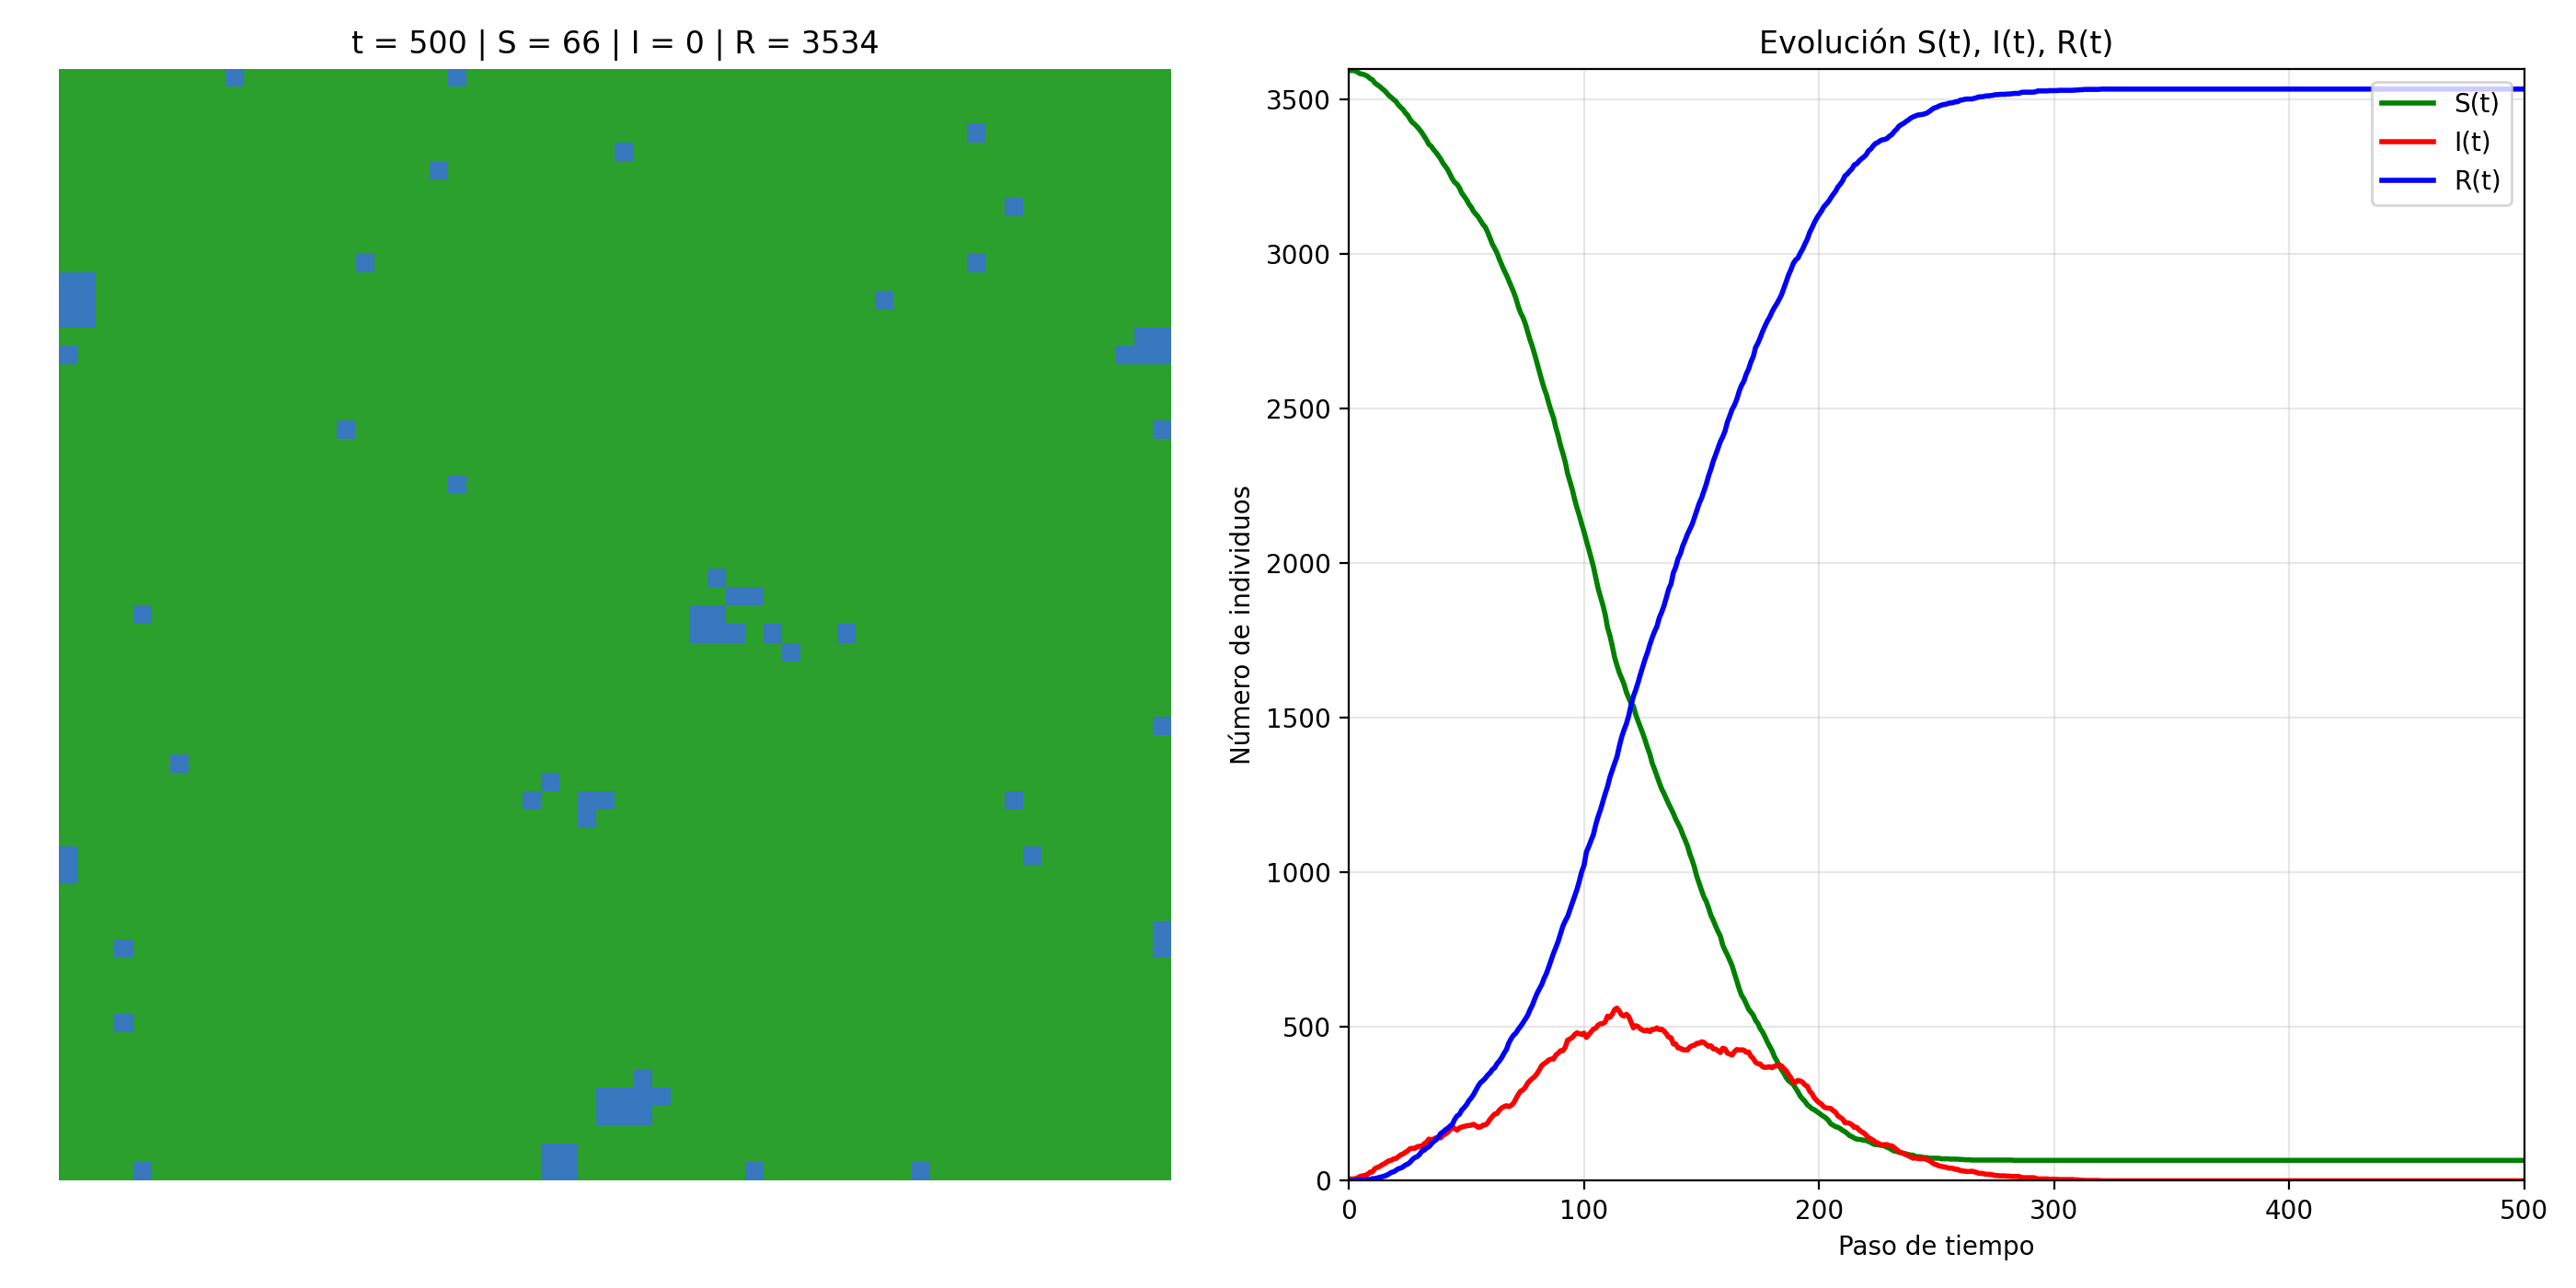 t = 500 | S = 66 | I = 0 | R = 3534
Evolución S(t), I(t), R(t)
S(t)
I(t)
R(t)
Número de individuos
3500
3000
2500
2000
1500
1000
500
0
0 100 200 300 400 500
Paso de tiempo